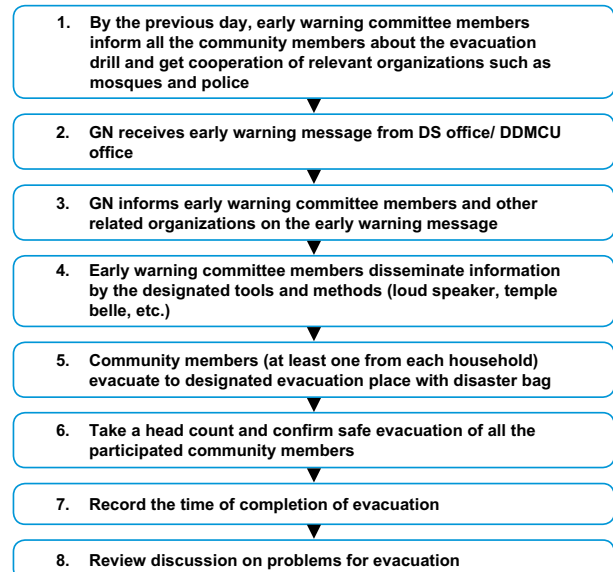 1. By the previous day, early warning committee members
inform all the community members about the evacuation
drill and get cooperation of relevant organizations such as
mosques and police
2. GN receives early warning message from DS office/ DDMCU
office
3. GN informs early warning committee members and other
related organizations on the early warning message
4. Early warning committee members disseminate information
by the designated tools and methods (loud speaker, temple
belle, etc.)
5. Community members (at least one from each household)
evacuate to designated evacuation place with disaster bag
6. Take a head count and confirm safe evacuation of all the
participated community members
7. Record the time of completion of evacuation
8. Review discussion on problems for evacuation